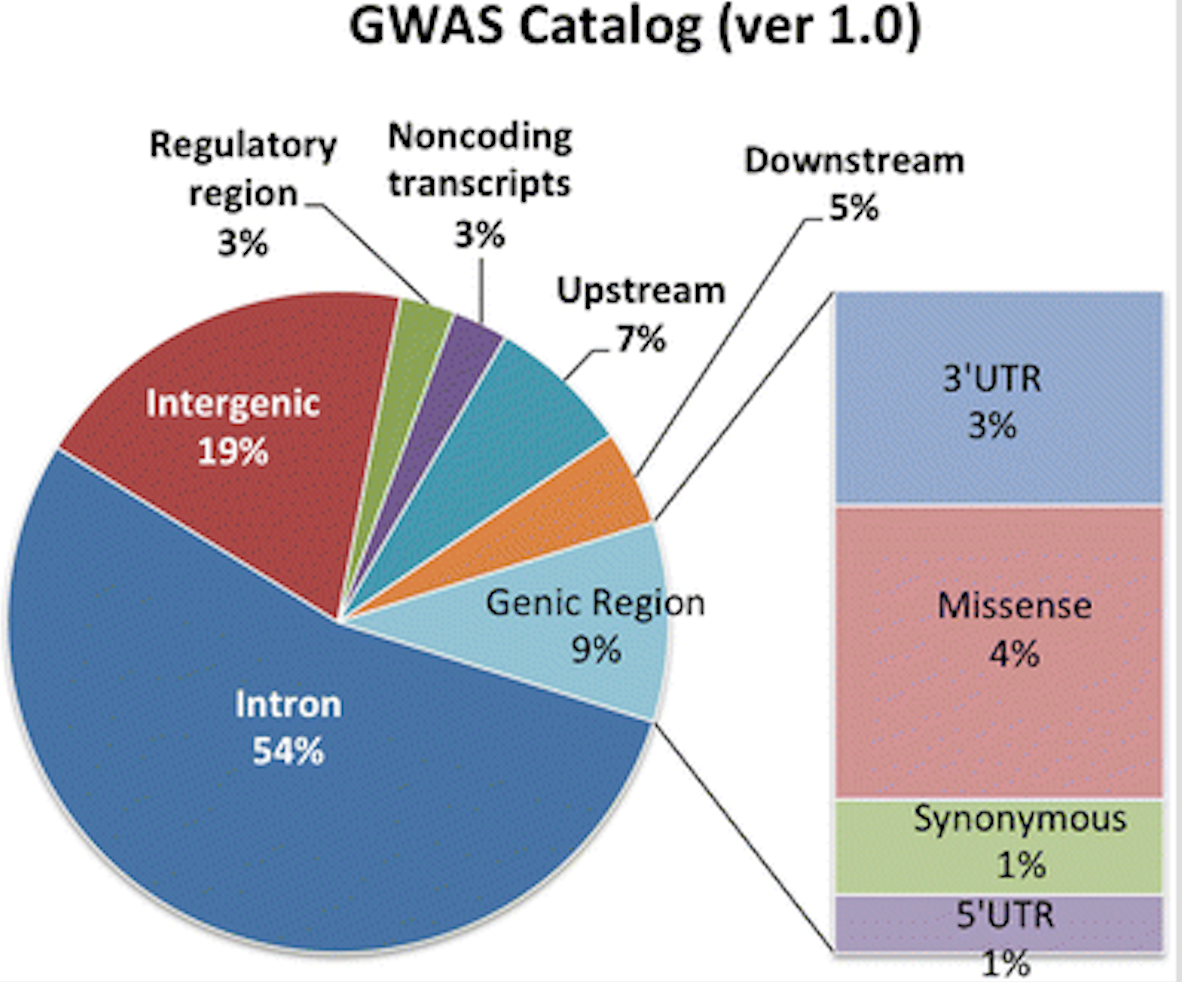 GWAS Catalog (ver 1.0)
Regulatory
region
3%
Noncoding
transcripts
3%
Downstream
5%
Upstream
7%
Intergenic
19%
Genic Region
9%
Intron
54%
3'UTR
3%
Missense
4%
Synonymous
1%
5'UTR
1%